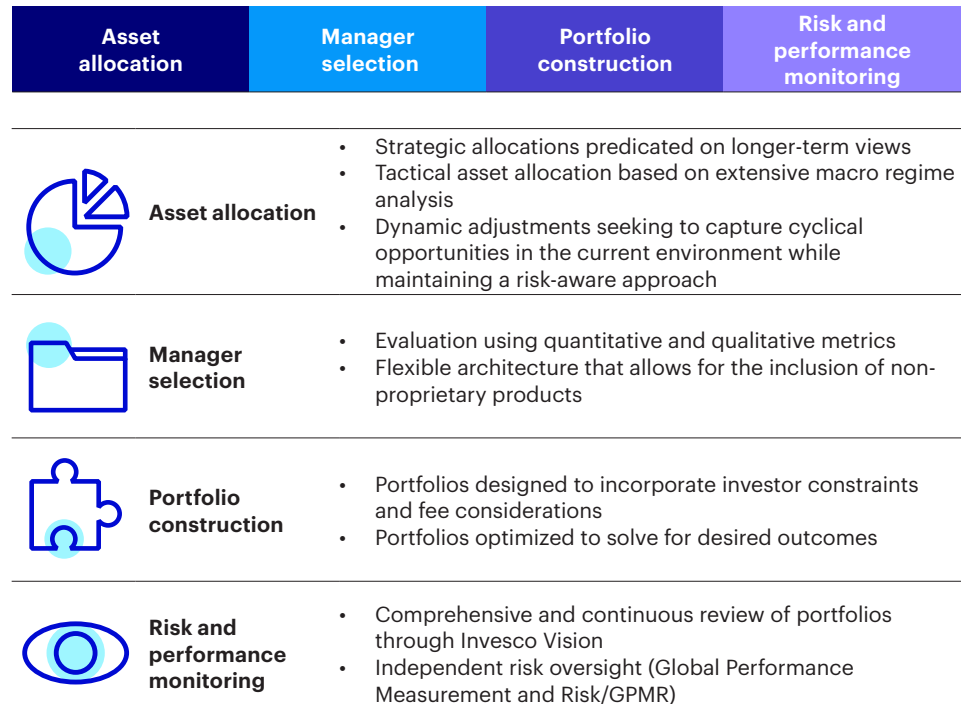 Asset
allocation
Manager
selection
Portfolio
construction
Risk and
performance
monitoring
Asset allocation
• Strategic allocations predicated on longer-term views
• Tactical asset allocation based on extensive macro regime
analysis
• Dynamic adjustments seeking to capture cyclical
opportunities in the current environment while
maintaining a risk-aware approach
Manager
selection
• Evaluation using quantitative and qualitative metrics
• Flexible architecture that allows for the inclusion of non-
proprietary products
Portfolio
construction
• Portfolios designed to incorporate investor constraints
and fee considerations
• Portfolios optimized to solve for desired outcomes
Risk and
performance
monitoring
• Comprehensive and continuous review of portfolios
through Invesco Vision
• Independent risk oversight (Global Performance
Measurement and Risk/GPMR)